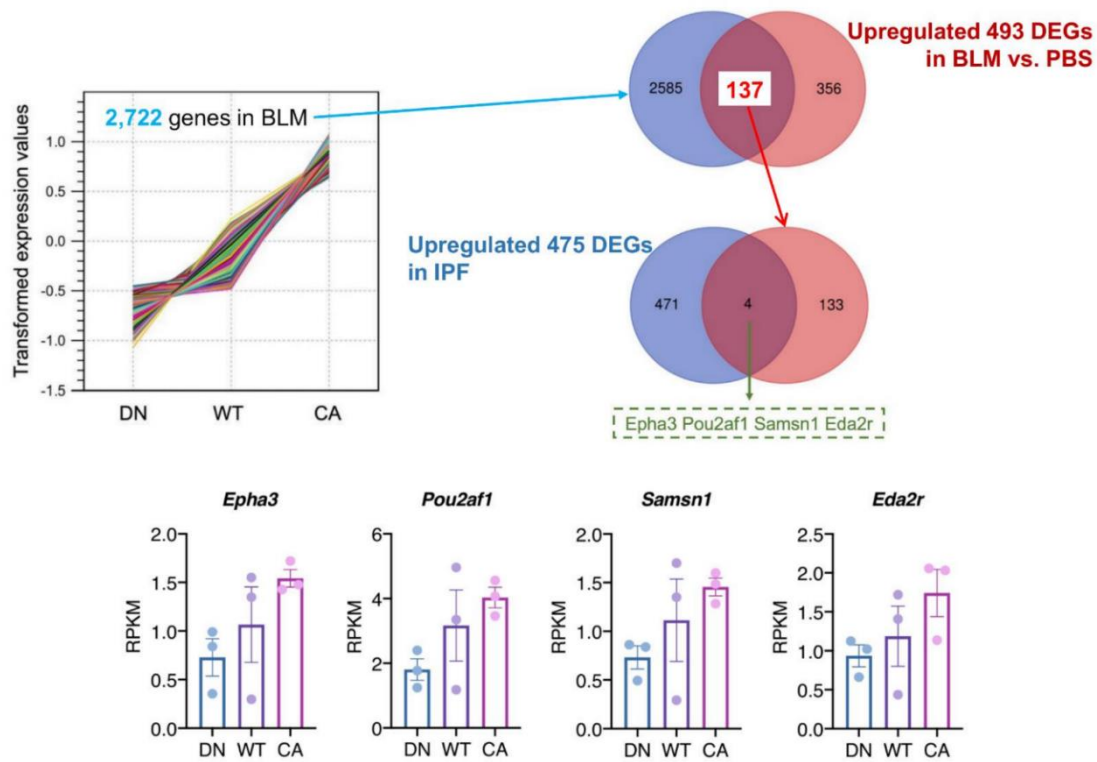 Upregulated 493 DEGs
in BLM vs. PBS
2585
137
356
2,722 genes in BLM
Transformed expression values
1.0
0.5
0.0
-0.5
-1.0
-1.5
DN WT CA
Upregulated 475 DEGs
in IPF
471
4
133
Epha3 Pou2af1 Samsn1 Eda2r
Epha3
RPKM
2.0
1.5
1.0
0.5
0.0
DN WT CA
Pou2af1
RPKM
6
4
2
0
DN WT CA
Samsn1
RPKM
2.0
1.5
1.0
0.5
0.0
DN WT CA
Eda2r
RPKM
2.5
2.0
1.5
1.0
0.5
0.0
DN WT CA